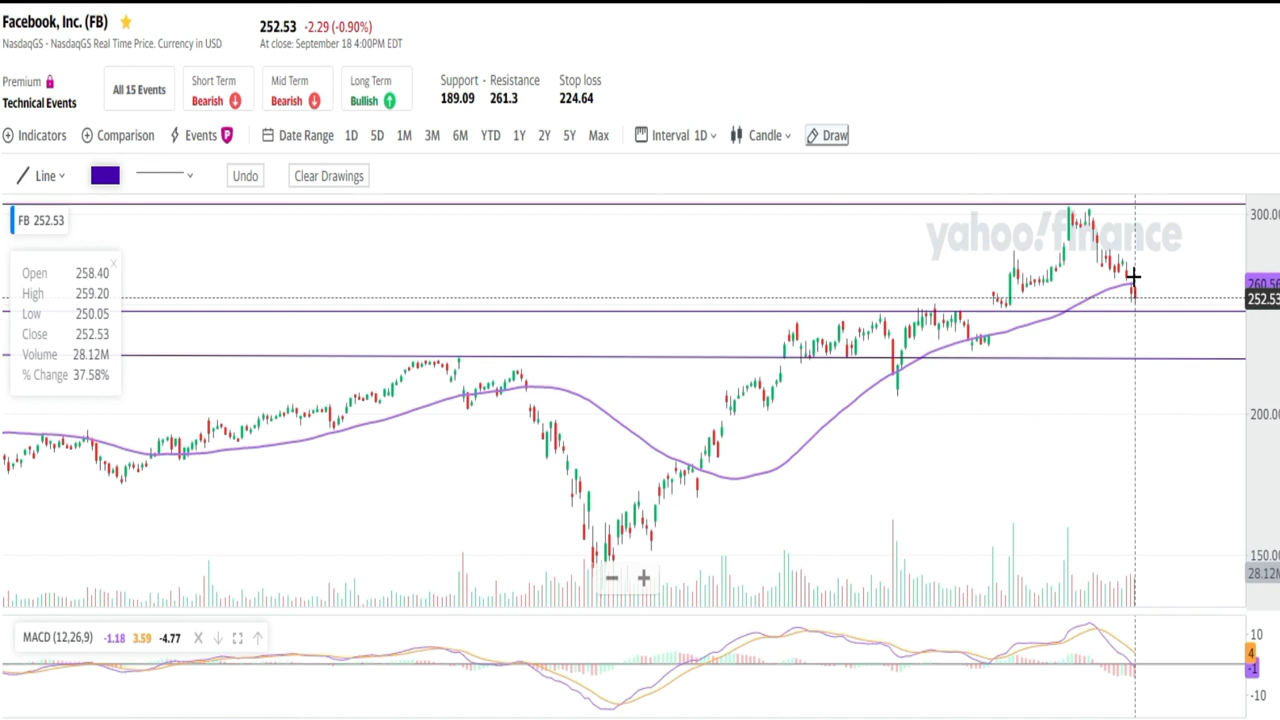 Facebook, Inc. (FB)
NasdaqGS - NasdaqGS Real Time Price. Currency in USD
252.53 -2.29 (-0.90%)
At close: September 18 4:00PM EDT
Premium
Technical Events
All 15 Events
Short Term
Bearish
Mid Term
Bearish
Long Term
Bullish
Support - Resistance
189.09 261.3
Stop loss
224.64
Indicators Comparison Events P Date Range 1D 5D 1M 3M 6M YTD 1Y 2Y 5Y Max Interval 1D Candle Draw
Line Undo Clear Drawings
FB 252.53
yahoo!finance
300.00
Open 258.40
High 259.20
Low 250.05
Close 252.53
Volume 28.12M
% Change 37.58%
260.56
252.53
200.00
150.00
28.12M
MACD (12,26,9) -1.18 3.59 -4.77
10
4
-1
-10